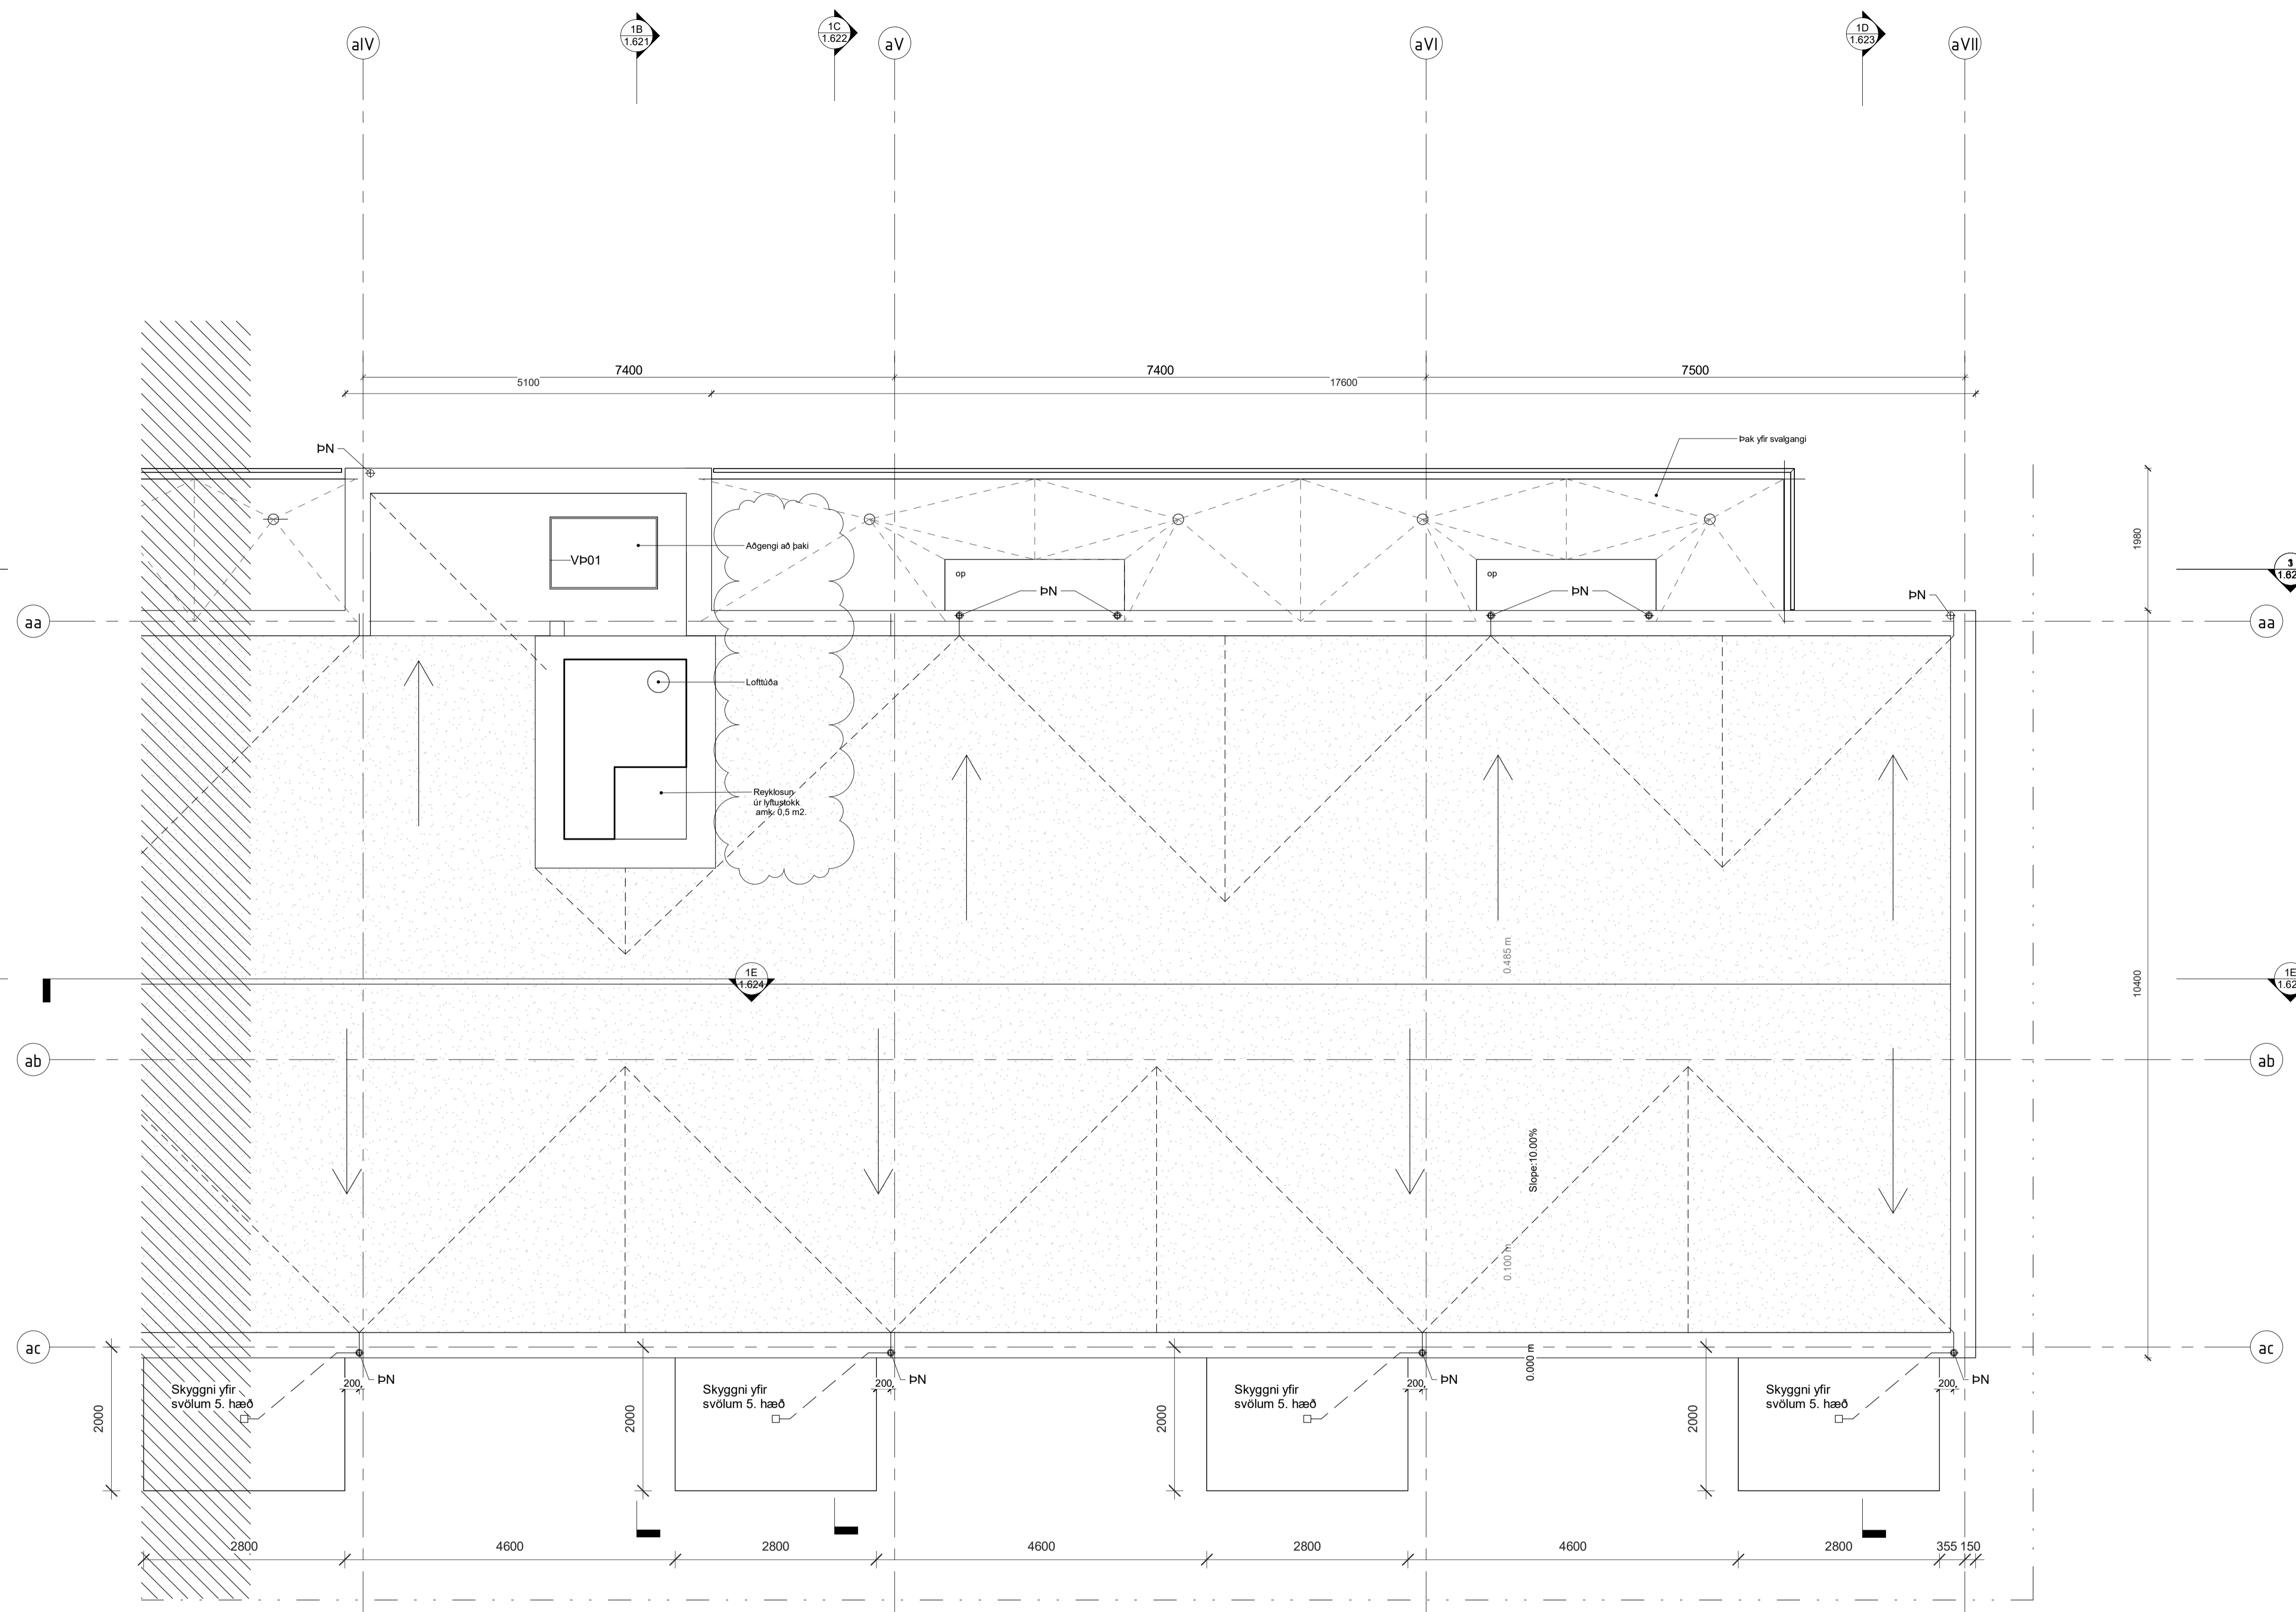 aIV
1B
1.621
1C
1.622
aV
aVI
1D
1.623
aVII
7400
7400
7500
5100
17600
ÞN
Þak yfir svalgangi
Aðgengi að þaki
VÞ01
op
op
ÞN
ÞN
ÞN
1980
aa
aa
Lofttúða
Reyklosun
úr lyftustokk
amk. 0,5 m2.
0.485 m
1E
1.624
10400
1E
1.62
ab
ab
Slope:10.00%
0.100 m
0.000 m
ac
ac
ÞN
ÞN
ÞN
ÞN
200
200
200
200
Skyggni yfir
svölum 5. hæð
Skyggni yfir
svölum 5. hæð
Skyggni yfir
svölum 5. hæð
Skyggni yfir
svölum 5. hæð
2000
2000
2000
2000
2800
4600
2800
4600
2800
4600
2800
355
150